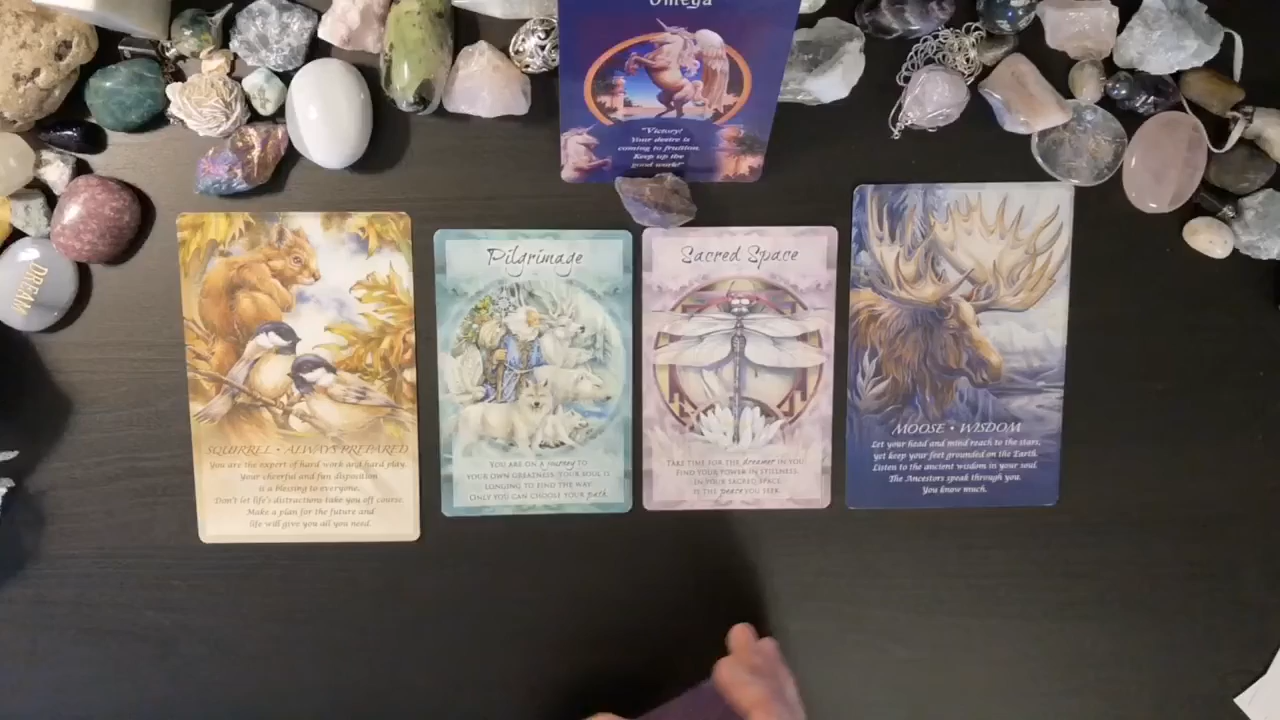 Omega
"Victory!
Your desire is
coming to fruition.
Keep up the
good work!"
DREAM
SQUIRREL • ALWAYS PREPARED
You are the expert of hard work and hard play.
Your cheerful and fun disposition
is a blessing to everyone.
Don't let life's distractions take you off course.
Make a plan for the future and
life will give you all you need.
Pilgrimage
YOU ARE ON A journey TO
YOUR OWN GREATNESS. YOUR SOUL IS
LONGING TO FIND THE WAY.
ONLY YOU CAN CHOOSE YOUR path.
Sacred Space
TAKE TIME FOR THE dreamer IN YOU.
FIND YOUR POWER IN STILLNESS.
IN YOUR SACRED SPACE
IS THE peace YOU SEEK.
MOOSE • WISDOM
Let your head and mind reach to the stars,
yet keep your feet grounded on the Earth.
Listen to the ancient wisdom in your soul.
The Ancestors speak through you.
You know much.